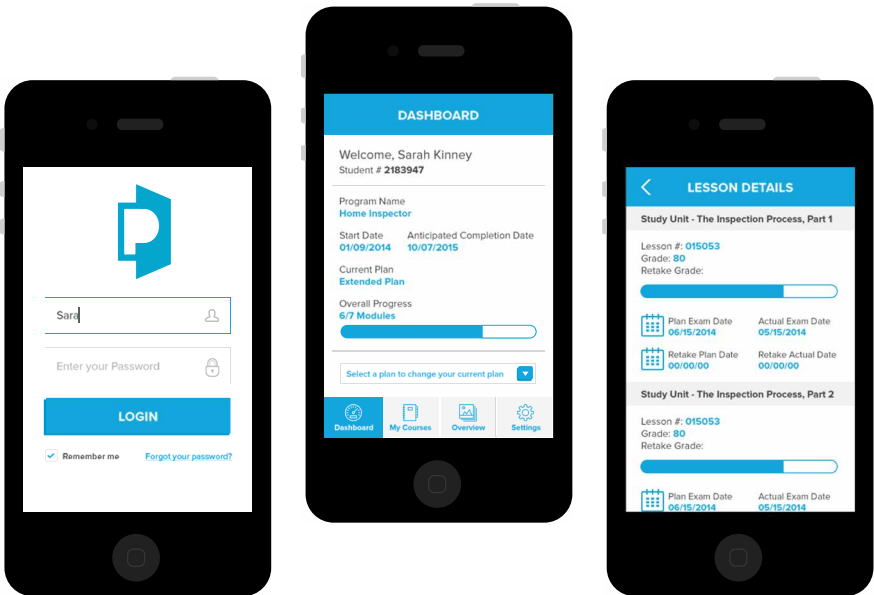 Sara
Enter your Password
LOGIN
Remember me
Forgot your password?
DASHBOARD
Welcome, Sarah Kinney
Student # 2183947
Program Name
Home Inspector
Start Date Anticipated Completion Date
01/09/2014 10/07/2015
Current Plan
Extended Plan
Overall Progress
6/7 Modules
Select a plan to change your current plan
Dashboard My Courses Overview Settings
LESSON DETAILS
Study Unit - The Inspection Process, Part 1
Lesson #: 015053
Grade: 80
Retake Grade:
Plan Exam Date Actual Exam Date
06/15/2014 05/15/2014
Retake Plan Date Retake Actual Date
00/00/00 00/00/00
Study Unit - The Inspection Process, Part 2
Lesson #: 015053
Grade: 80
Retake Grade:
Plan Exam Date Actual Exam Date
06/15/2014 05/15/2014